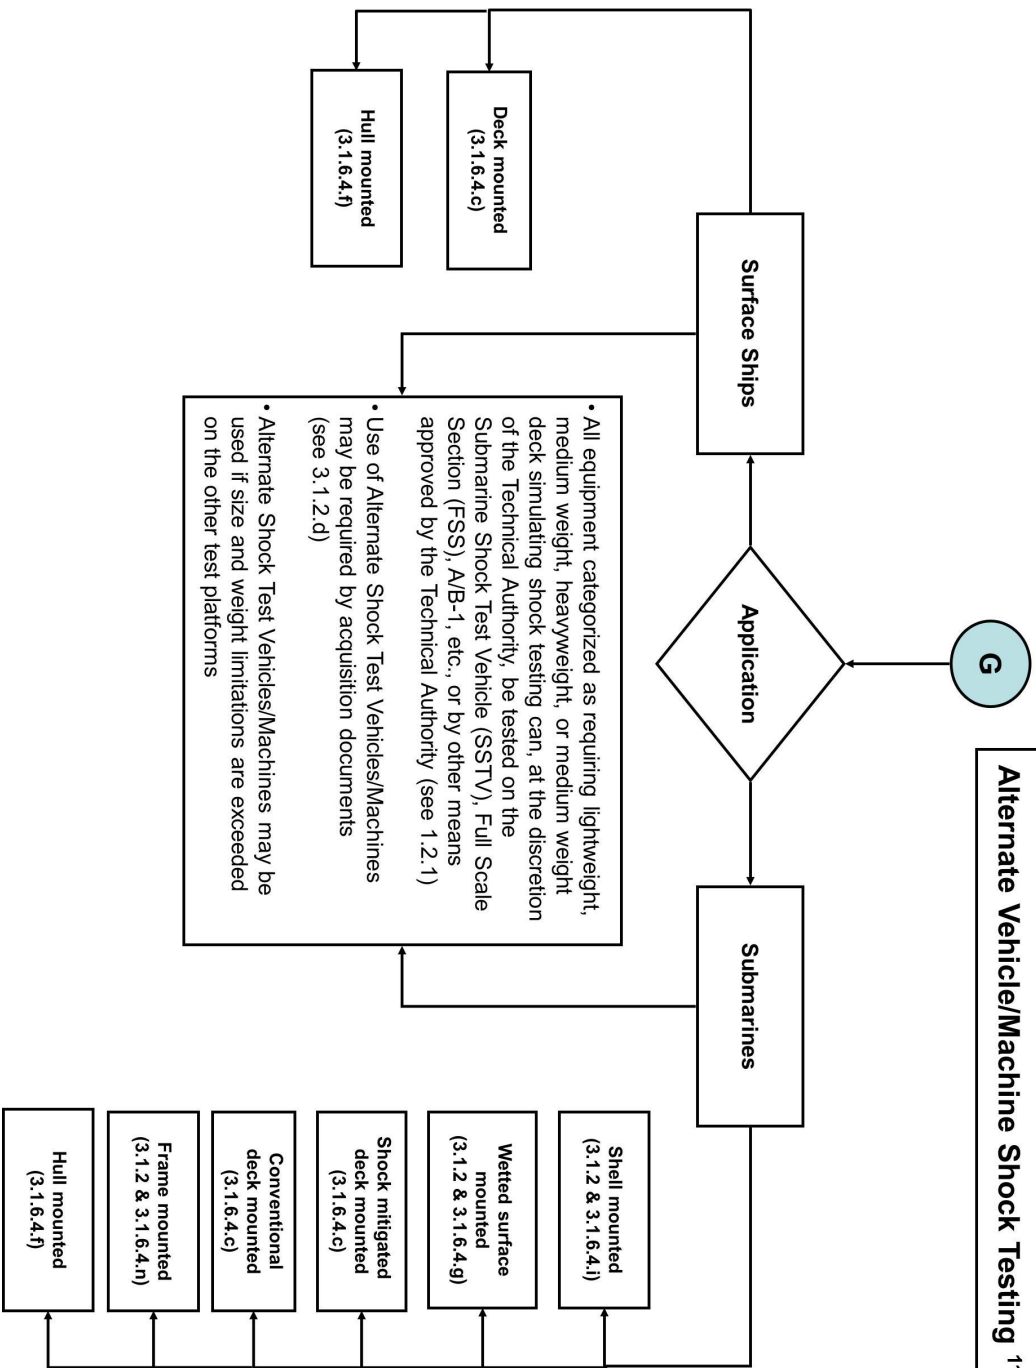 Alternate Vehicle/Machine Shock Testing
G
Application
Surface Ships
Submarines
Deck mounted
(3.1.6.4.c)
Hull mounted
(3.1.6.4.f)
• All equipment categorized as requiring lightweight,
medium weight, heavyweight, or medium weight
deck simulating shock testing can, at the discretion
of the Technical Authority, be tested on the
Submarine Shock Test Vehicle (SSTV), Full Scale
Section (FSS), A/B-1, etc., or by other means
approved by the Technical Authority (see 1.2.1)
• Use of Alternate Shock Test Vehicles/Machines
may be required by acquisition documents
(see 3.1.2.d)
• Alternate Shock Test Vehicles/Machines may be
used if size and weight limitations are exceeded
on the other test platforms
Shell mounted
(3.1.2 & 3.1.6.4.i)
Wetted surface
mounted
(3.1.2 & 3.1.6.4.g)
Shock mitigated
deck mounted
(3.1.6.4.c)
Conventional
deck mounted
(3.1.6.4.c)
Frame mounted
(3.1.2 & 3.1.6.4.n)
Hull mounted
(3.1.6.4.f)